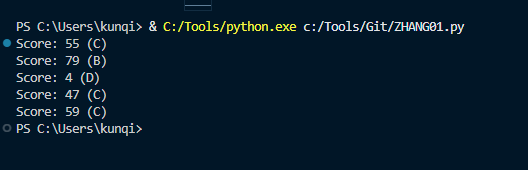 PS C:\Users\kunqi> & C:/Tools/python.exe c:/Tools/Git/ZHANG01.py
Score: 55 (C)
Score: 79 (B)
Score: 4 (D)
Score: 47 (C)
Score: 59 (C)
PS C:\Users\kunqi>